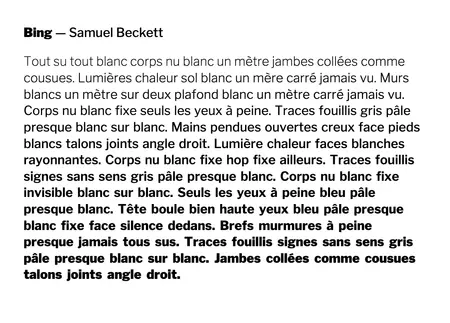 Bing — Samuel Beckett
Tout su tout blanc corps nu blanc un mètre jambes collées comme
cousues. Lumières chaleur sol blanc un mère carré jamais vu. Murs
blancs un mètre sur deux plafond blanc un mètre carré jamais vu.
Corps nu blanc fixe seuls les yeux à peine. Traces fouillis gris pâle
presque blanc sur blanc. Mains pendues ouvertes creux face pieds
blancs talons joints angle droit. Lumière chaleur faces blanches
rayonnantes. Corps nu blanc fixe hop fixe ailleurs. Traces fouillis
signes sans sens gris pâle presque blanc. Corps nu blanc fixe
invisible blanc sur blanc. Seuls les yeux à peine bleu pâle
presque blanc. Tête boule bien haute yeux bleu pâle presque
blanc fixe face silence dedans. Brefs murmures à peine
presque jamais tous sus. Traces fouillis signes sans sens gris
pâle presque blanc sur blanc. Jambes collées comme cousues
talons joints angle droit.